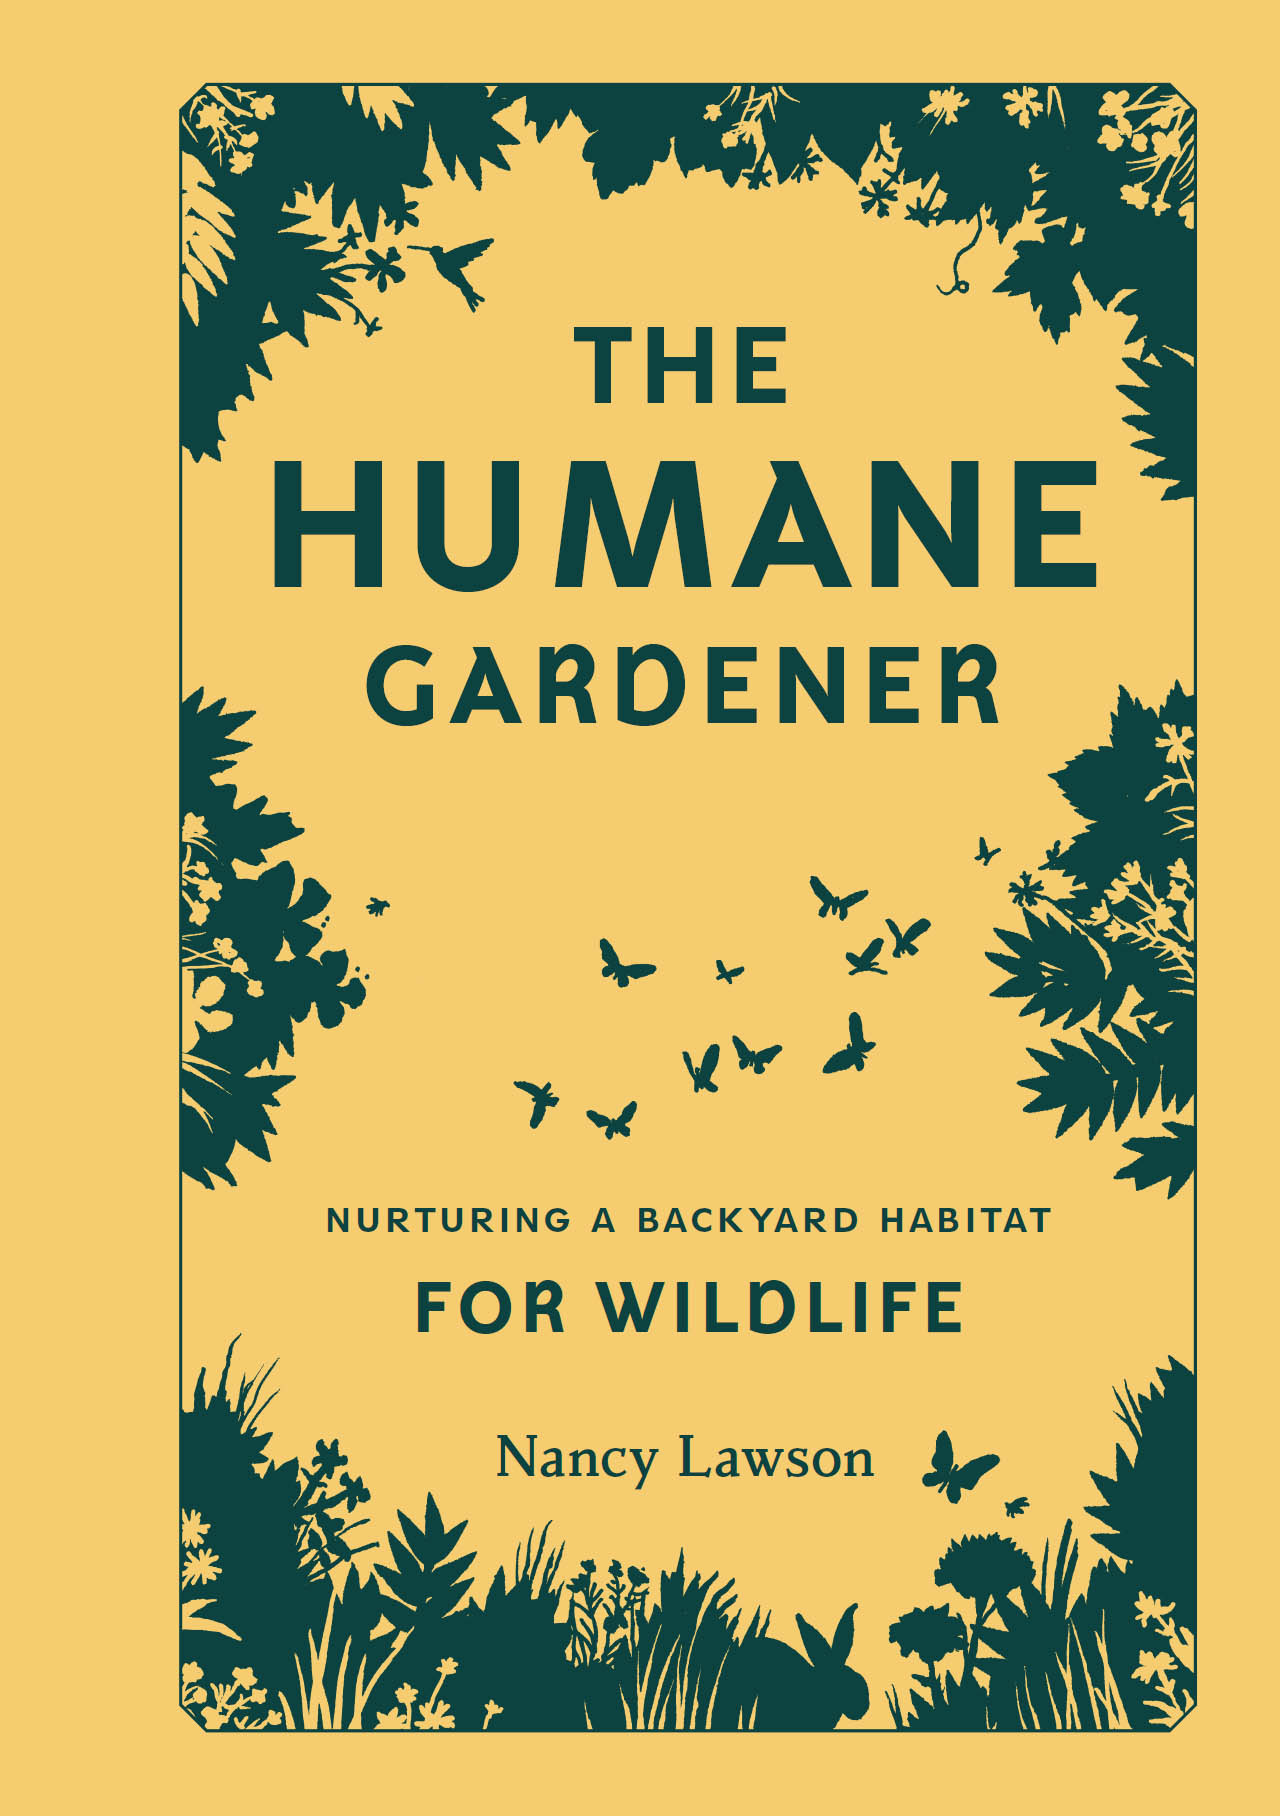 THE
HUMANE
GARDENER
NURTURING A BACKYARD HABITAT
FOR WILDLIFE
Nancy Lawson